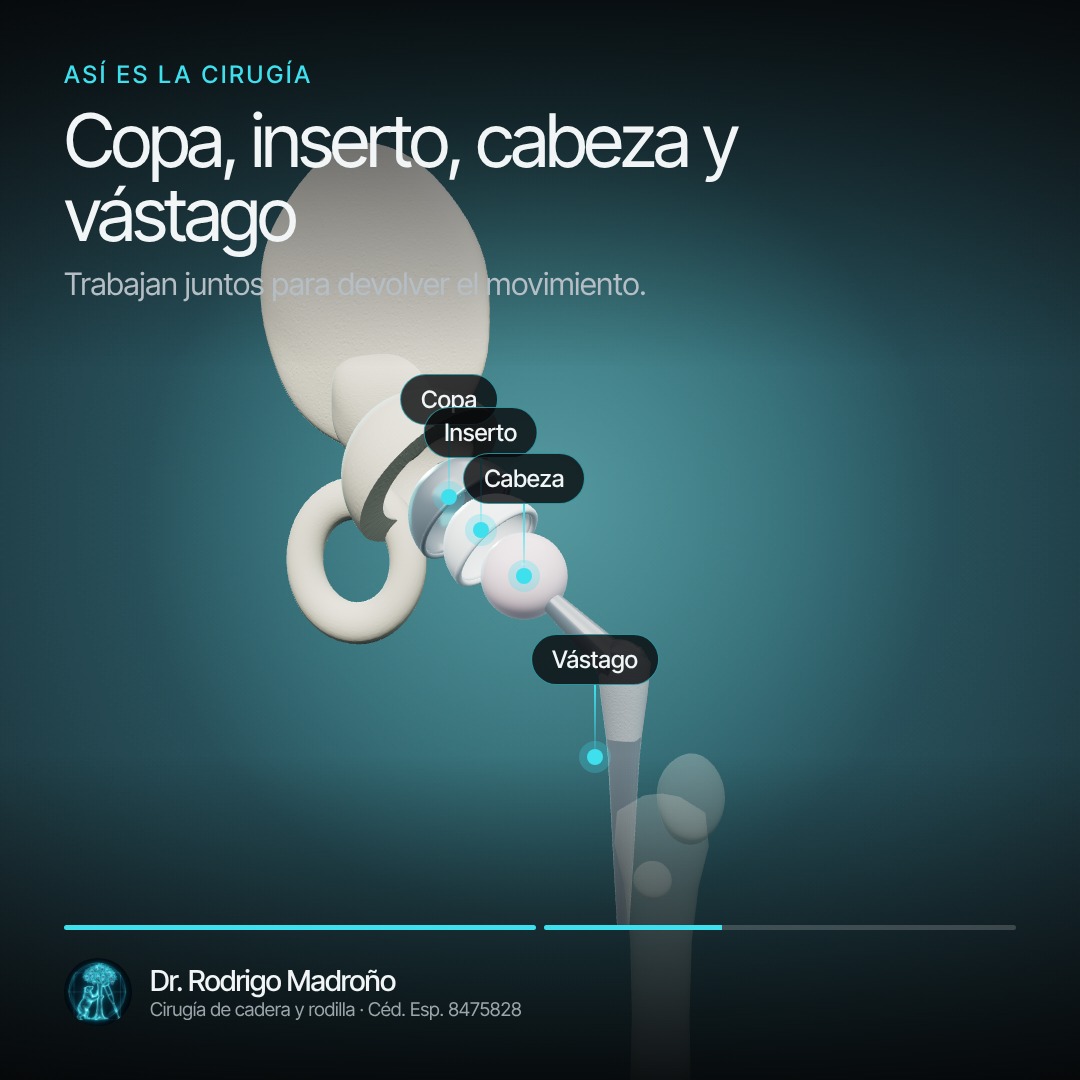 ASÍ ES LA CIRUGÍA
Copa, inserto, cabeza y
vástago
Trabajan juntos para devolver el movimiento.
Copa
Inserto
Cabeza
Vástago
Dr. Rodrigo Madroño
Cirugía de cadera y rodilla · Céd. Esp. 8475828